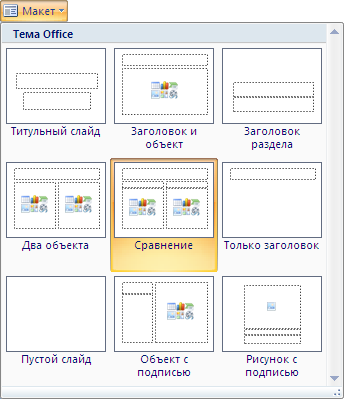 Макет
Тема Office
Титульный слайд
Заголовок и
объект
Заголовок
раздела
Два объекта
Сравнение
Только заголовок
Пустой слайд
Объект с
подписью
Рисунок с
подписью